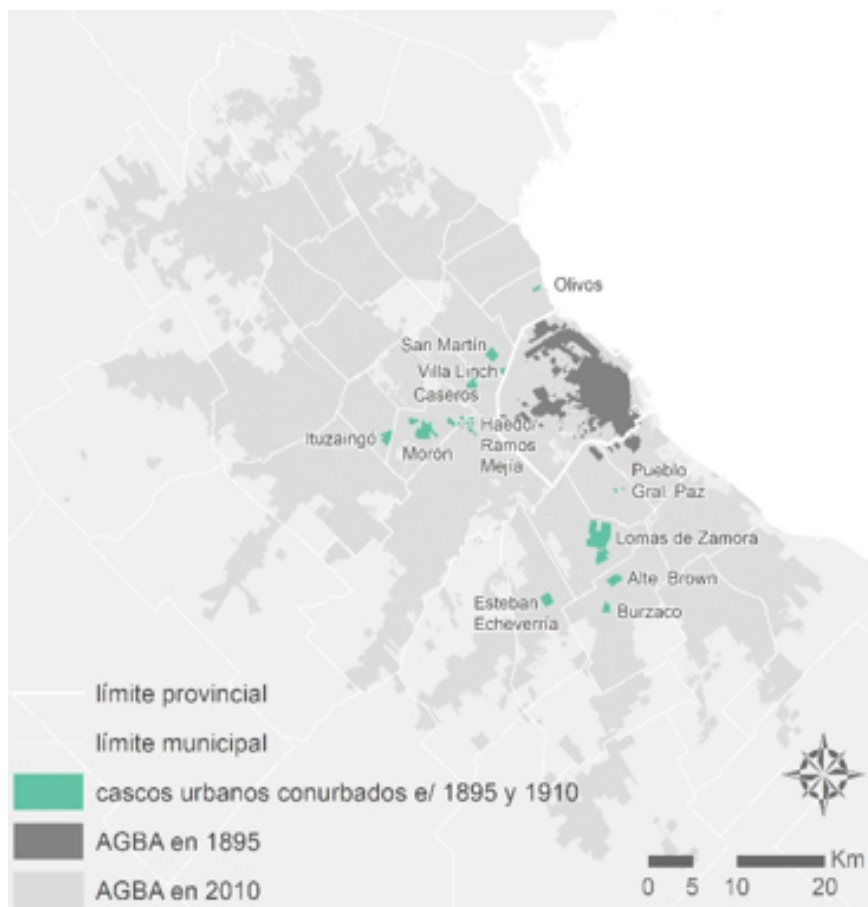 Olivos
San Martín
Villa Linch
Caseros
Ituzaingó
Morón
Haedo/-
Ramos
Mejía
Pueblo
Gral. Paz
Lomas de Zamora
Alte. Brown
Esteban
Echeverría
Burzaco
límite provincial
límite municipal
cascos urbanos conurbados e/ 1895 y 1910
AGBA en 1895
AGBA en 2010
Km
0 5 10 20